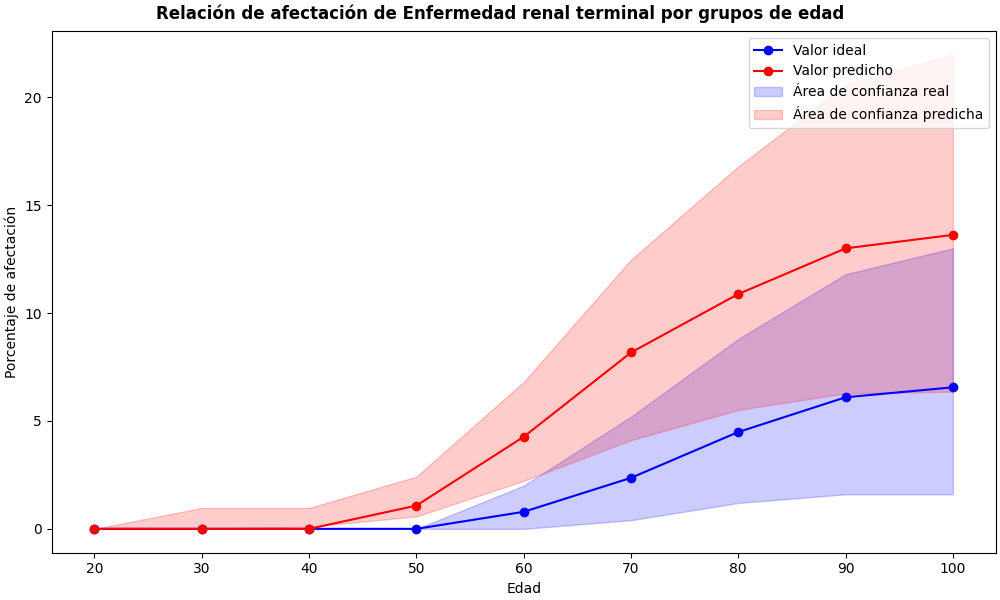 Relación de afectación de Enfermedad renal terminal por grupos de edad
Valor ideal
Valor predicho
Área de confianza real
Área de confianza predicha
Porcentaje de afectación
20
15
10
5
0
20 30 40 50 60 70 80 90 100
Edad